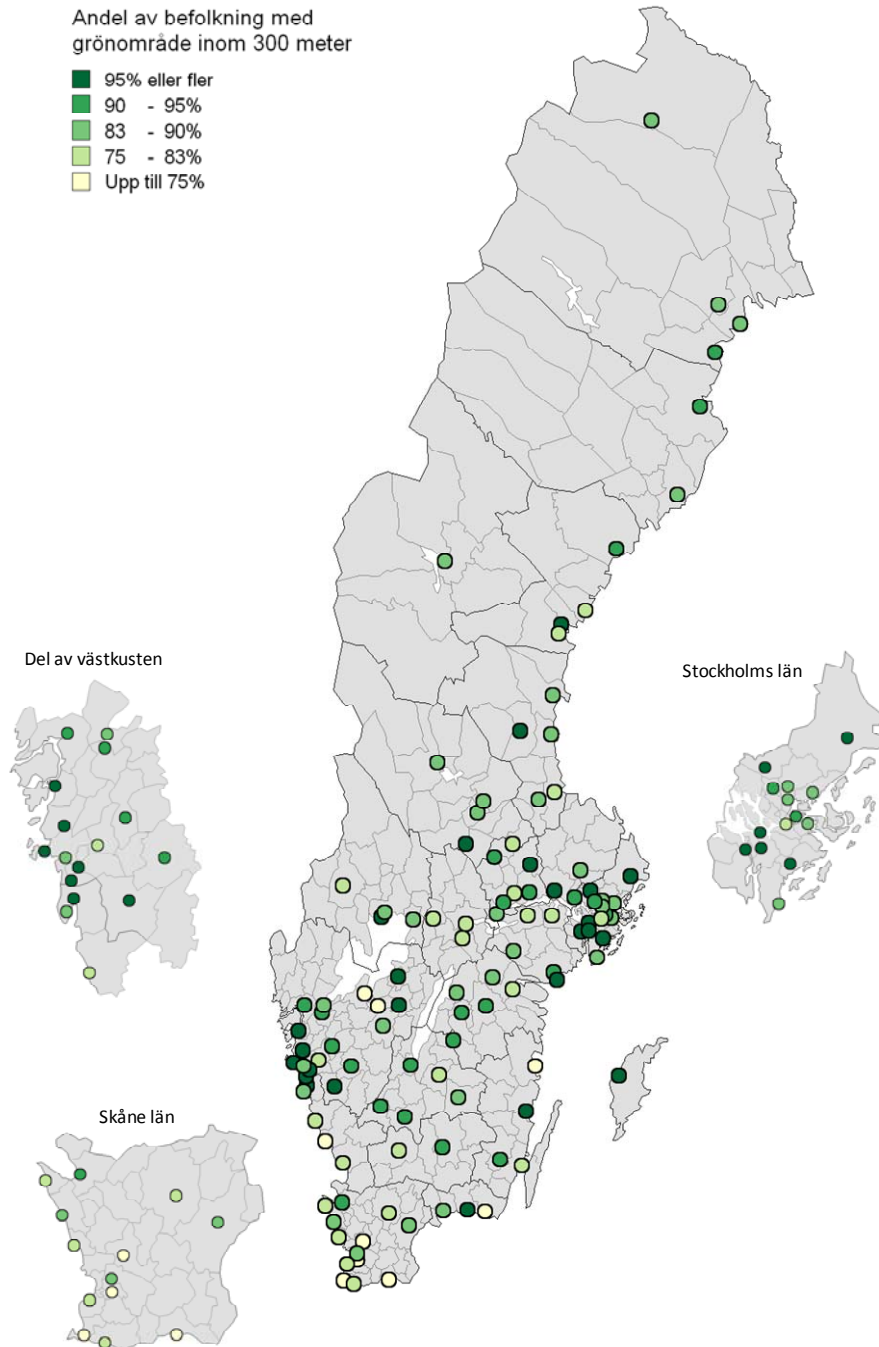 Andel av befolkning med
grönområde inom 300 meter
95% eller fler
90 - 95%
83 - 90%
75 - 83%
Upp till 75%
Del av västkusten
Stockholms län
Skåne län